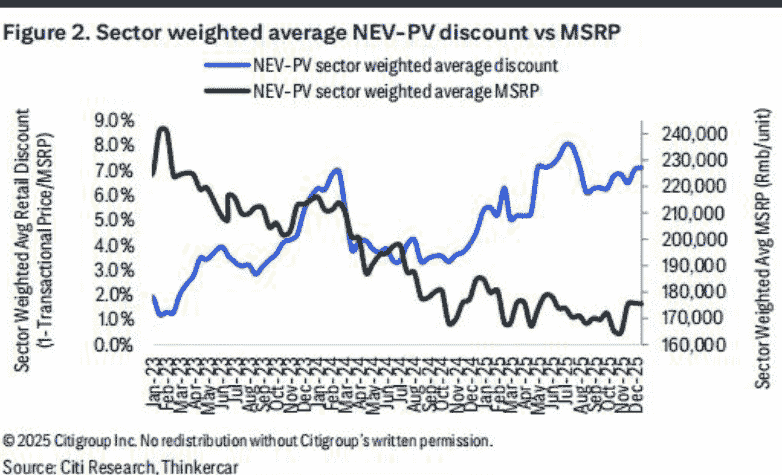 Figure 2. Sector weighted average NEV-PV discount vs MSRP
NEV-PV sector weighted average discount
NEV-PV sector weighted average MSRP
Sector Weighted Avg Retail Discount
(1-Transactional Price/MSRP)
9.0%
8.0%
7.0%
6.0%
5.0%
4.0%
3.0%
2.0%
1.0%
0.0%
240,000
230,000
220,000
210,000
200,000
190,000
180,000
170,000
160,000
Sector Weighted Avg MSRP (Rmb/unit)
Jan-23
Feb-23
Mar-23
Apr-23
May-23
Jun-23
Jul-23
Aug-23
Sep-23
Oct-23
Nov-23
Dec-23
Jan-24
Feb-24
Mar-24
Apr-24
May-24
Jun-24
Jul-24
Aug-24
Sep-24
Oct-24
Nov-24
Dec-24
Jan-25
Feb-25
Mar-25
Apr-25
May-25
Jun-25
Jul-25
Aug-25
Sep-25
Oct-25
Nov-25
Dec-25
© 2025 Citigroup Inc. No redistribution without Citigroup's written permission.
Source: Citi Research, Thinkercar